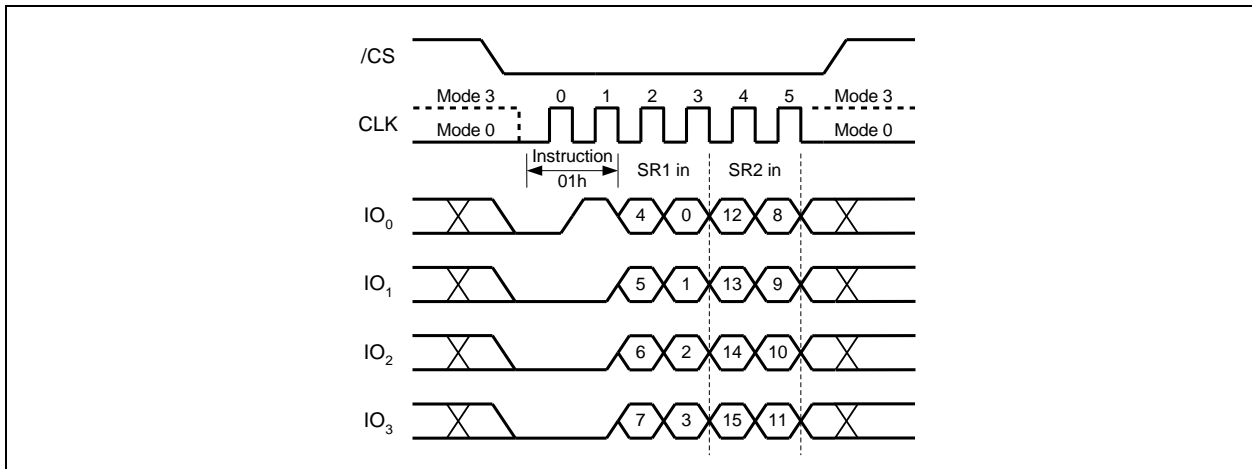 /CS
Mode 3 0 1 2 3 4 5 Mode 3
CLK Mode 0 Mode 0
Instruction SR1 in SR2 in
01h
IO0 4 0 12 8
IO1 5 1 13 9
IO2 6 2 14 10
IO3 7 3 15 11